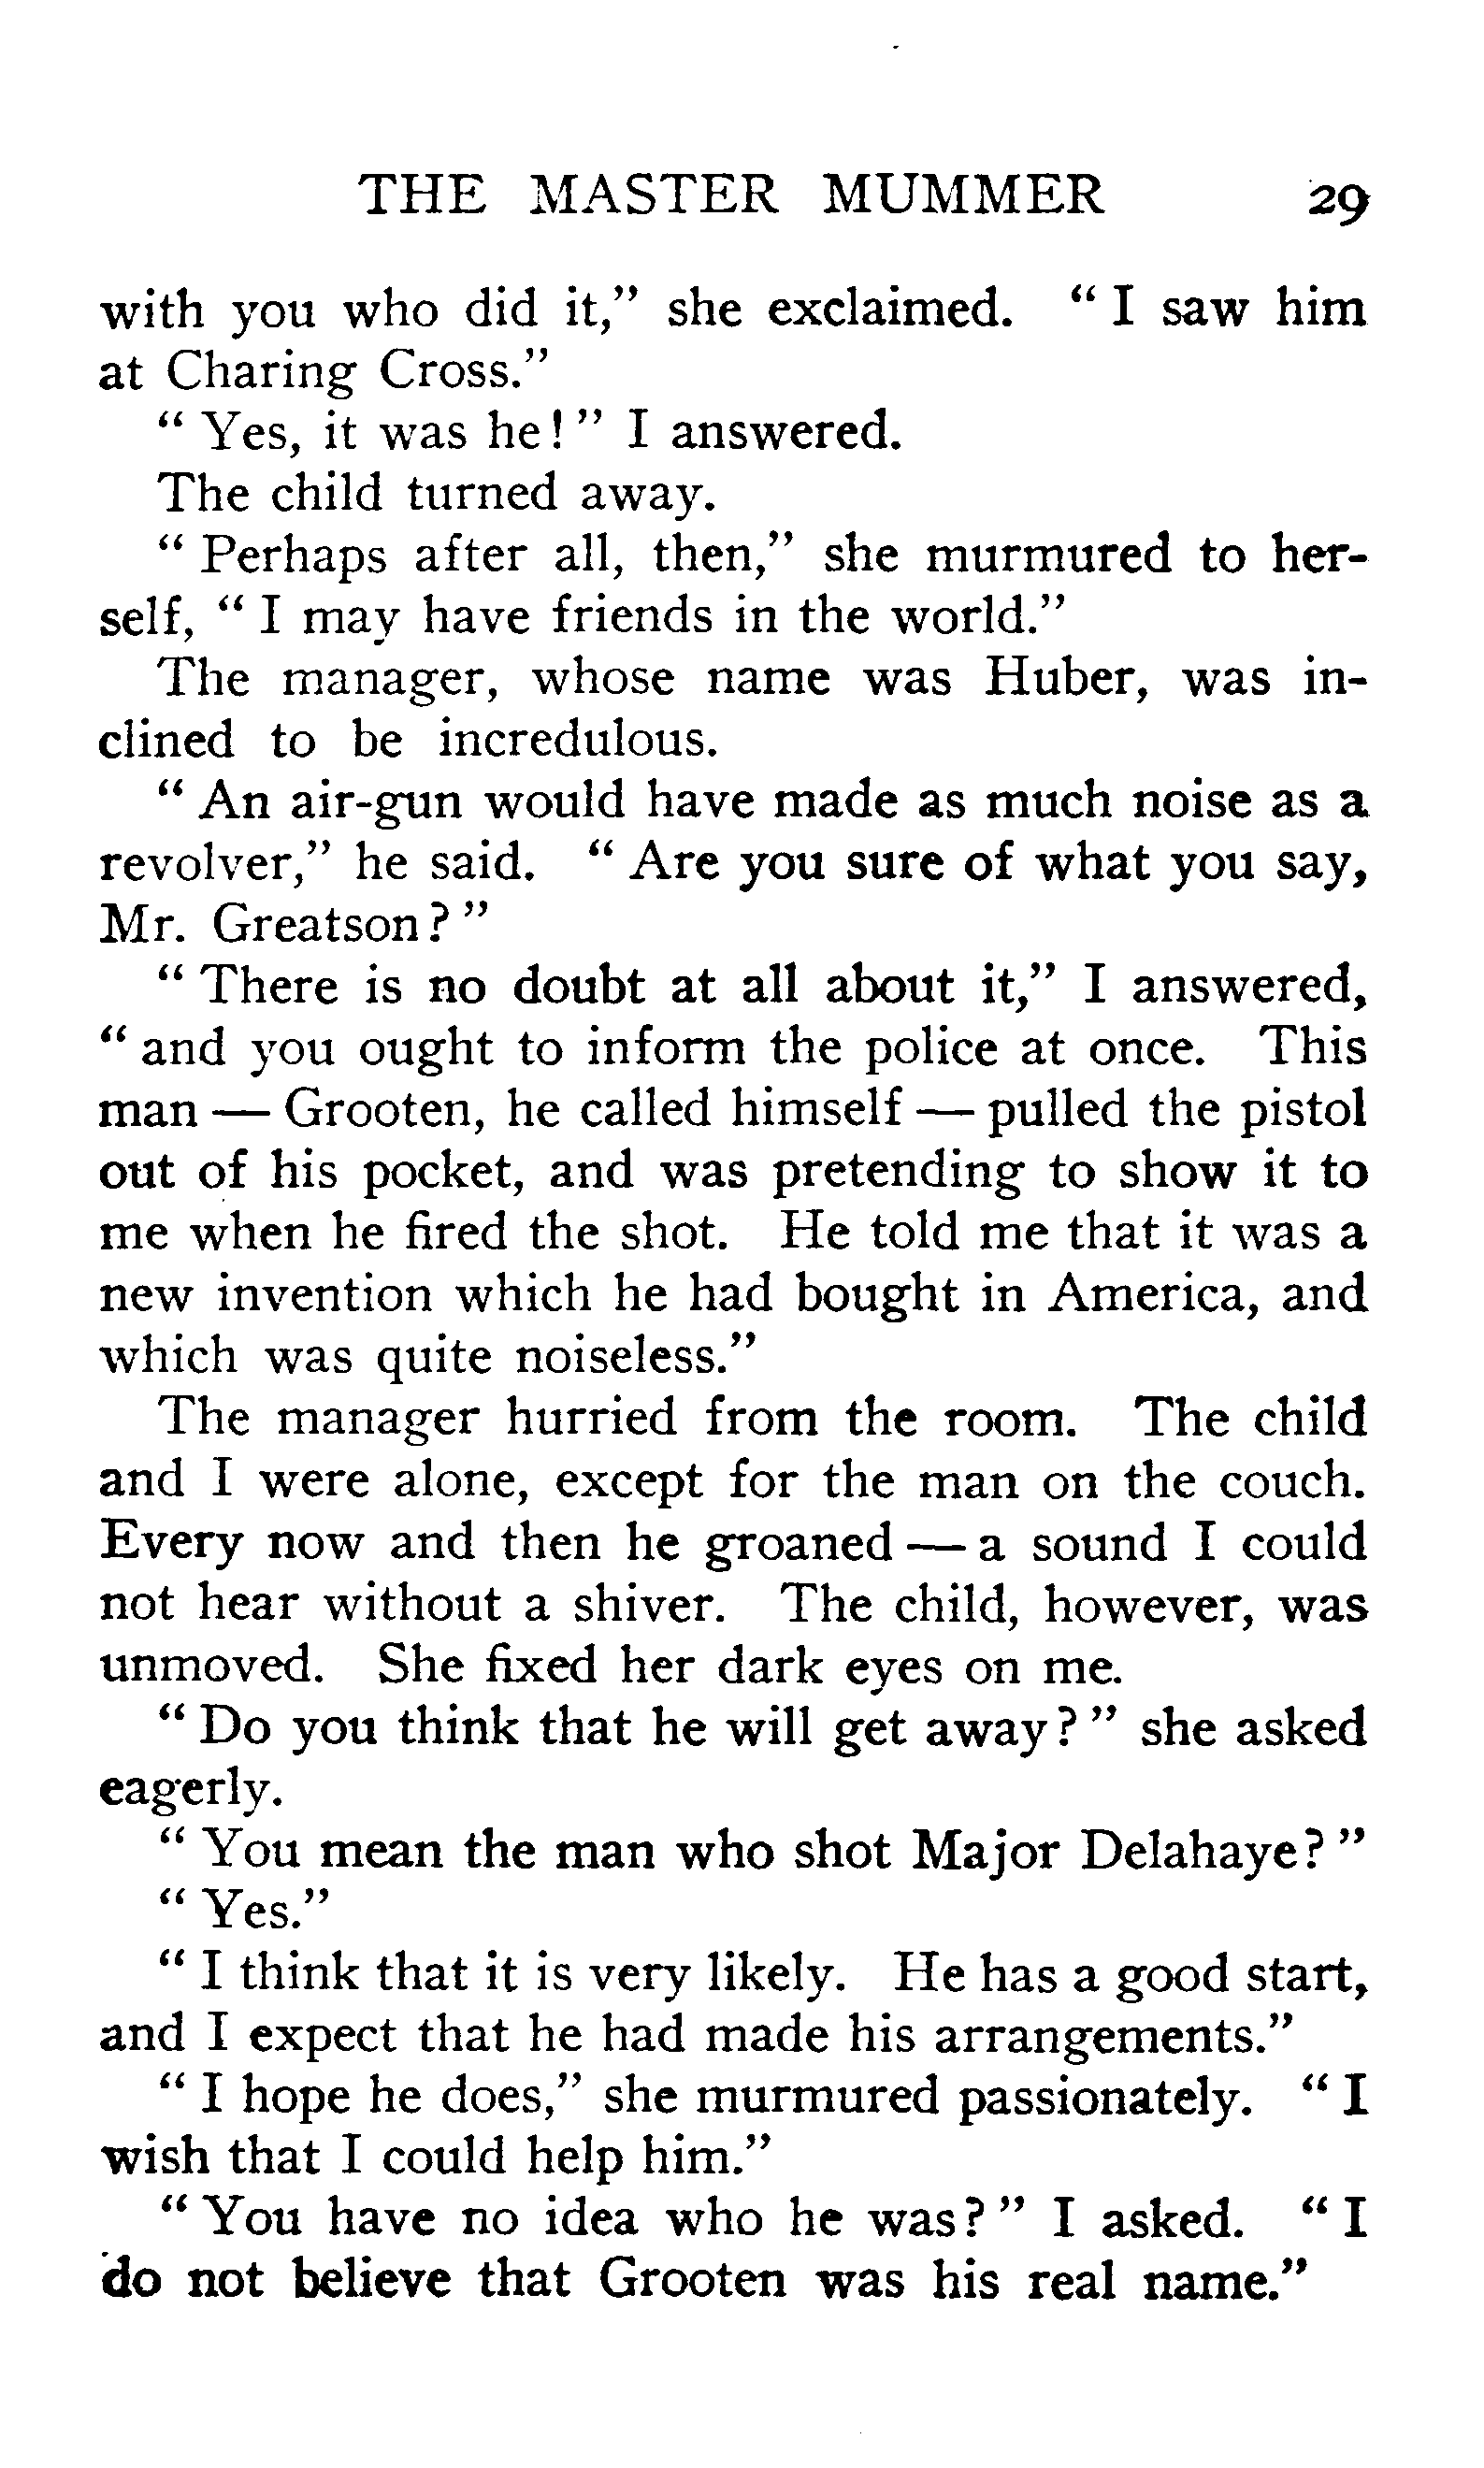 THE MASTER MUMMER 29
with you who did it,” she exclaimed. “ I saw him
at Charing Cross.”
“ Yes, it was he! ” I answered.
The child turned away.
“ Perhaps after all, then,” she murmured to her-
self, “ I may have friends in the world.”
The manager, whose name was Huber, was in-
clined to be incredulous.
“ An air-gun would have made as much noise as a
revolver,” he said. “ Are you sure of what you say,
Mr. Greatson? ”
“ There is no doubt at all about it,” I answered,
“ and you ought to inform the police at once. This
man — Grooten, he called himself — pulled the pistol
out of his pocket, and was pretending to show it to
me when he fired the shot. He told me that it was a
new invention which he had bought in America, and
which was quite noiseless.”
The manager hurried from the room. The child
and I were alone, except for the man on the couch.
Every now and then he groaned — a sound I could
not hear without a shiver. The child, however, was
unmoved. She fixed her dark eyes on me.
“ Do you think that he will get away? ” she asked
eagerly.
“ You mean the man who shot Major Delahaye? ”
“ Yes.”
“ I think that it is very likely. He has a good start,
and I expect that he had made his arrangements.”
“ I hope he does,” she murmured passionately. “ I
wish that I could help him.”
“ You have no idea who he was? ” I asked. “ I
do not believe that Grooten was his real name.”